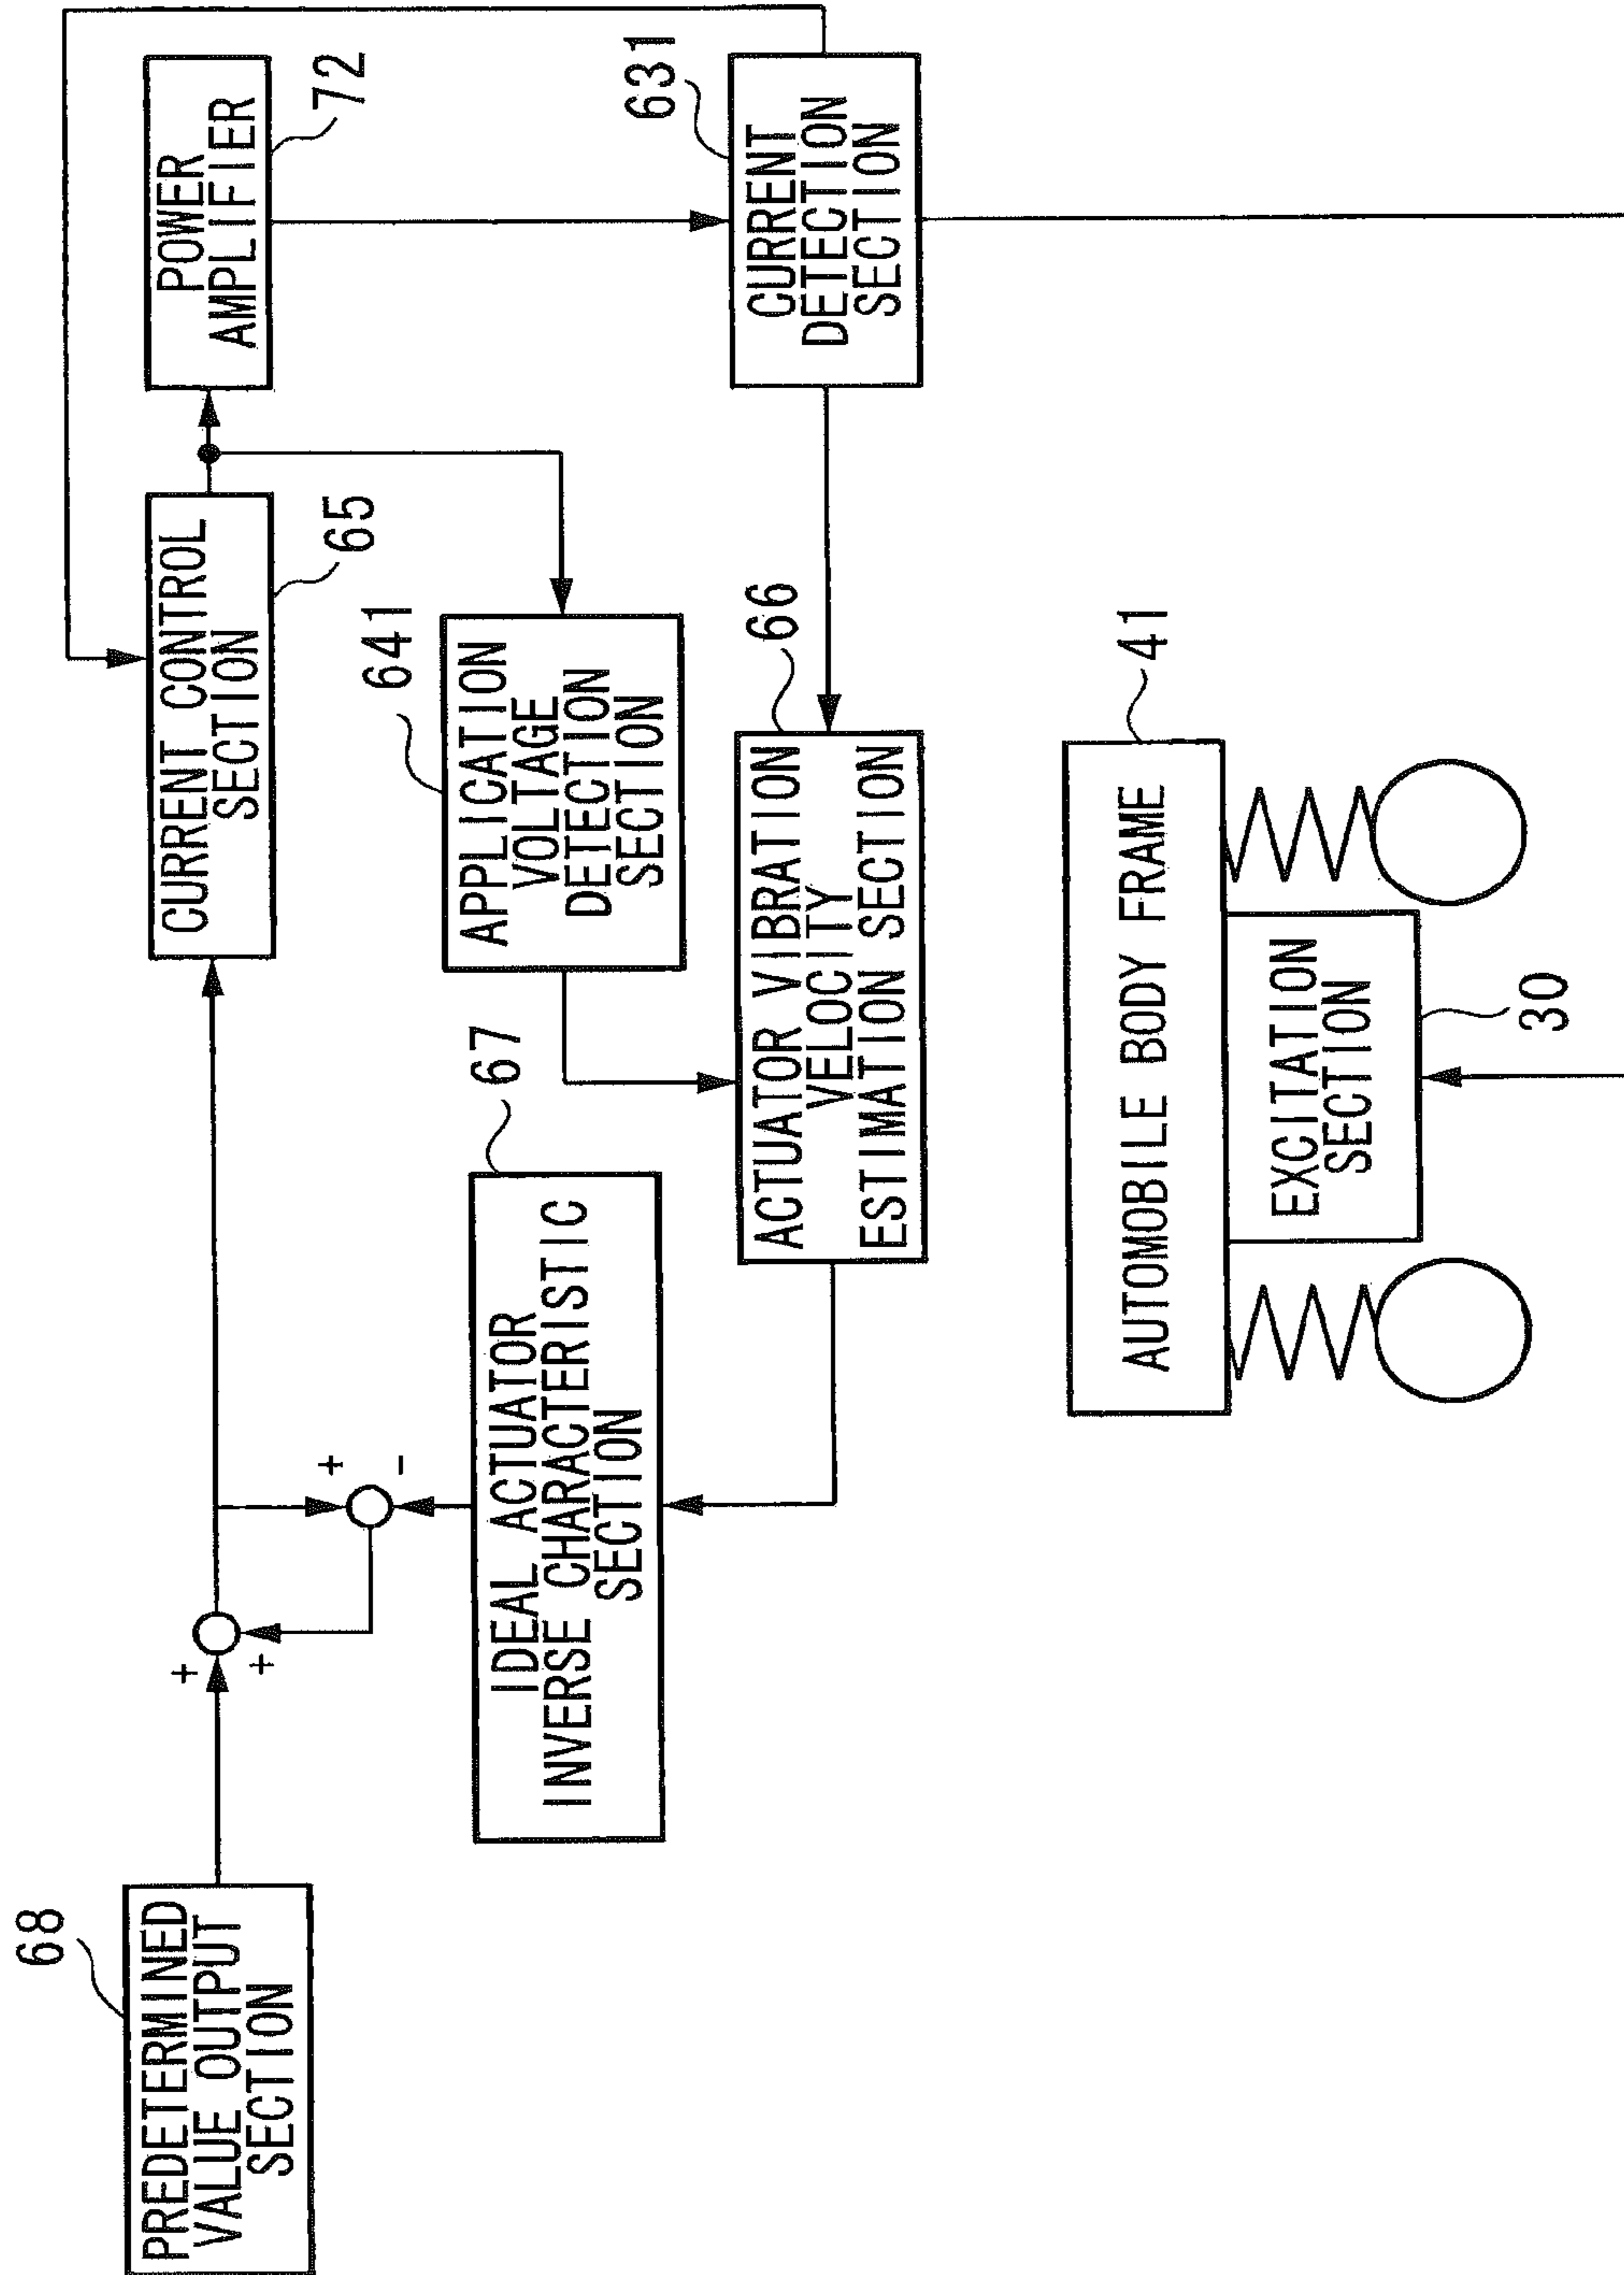 68
PREDETERMINED
VALUE OUTPUT
SECTION
+
+
+
-
CURRENT CONTROL
SECTION
65
POWER
AMPLIFIER
72
67
IDEAL ACTUATOR
INVERSE CHARACTERISTIC
SECTION
641
APPLICATION
VOLTAGE
DETECTION
SECTION
66
ACTUATOR VIBRATION
VELOCITY
ESTIMATION SECTION
631
CURRENT
DETECTION
SECTION
AUTOMOBILE BODY FRAME
41
EXCITATION
SECTION
30